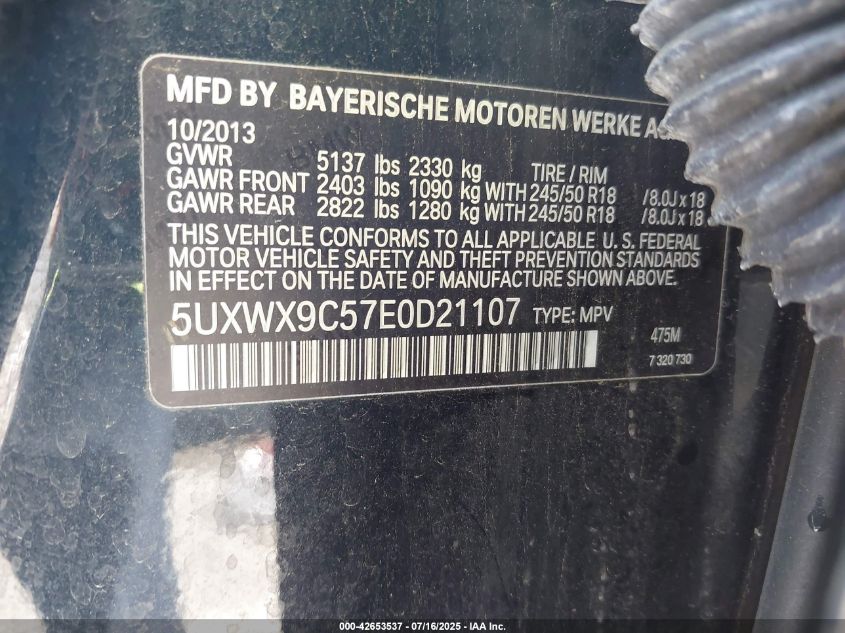 MFD BY BAYERISCHE MOTOREN WERKE
10/2013
GVWR 5137 lbs 2330 kg TIRE / RIM
GAWR FRONT 2403 lbs 1090 kg WITH 245/50 R18 /8.0J x 18
GAWR REAR 2822 lbs 1280 kg WITH 245/50 R18 /8.0J x 18
THIS VEHICLE CONFORMS TO ALL APPLICABLE U. S. FEDERAL
MOTOR VEHICLE SAFETY AND THEFT PREVENTION STANDARDS
IN EFFECT ON THE DATE OF MANUFACTURE SHOWN ABOVE.
5UXWX9C57E0D21107 TYPE: MPV 475M
7 320 730
000-42653537 - 07/16/2025 - IAA Inc.